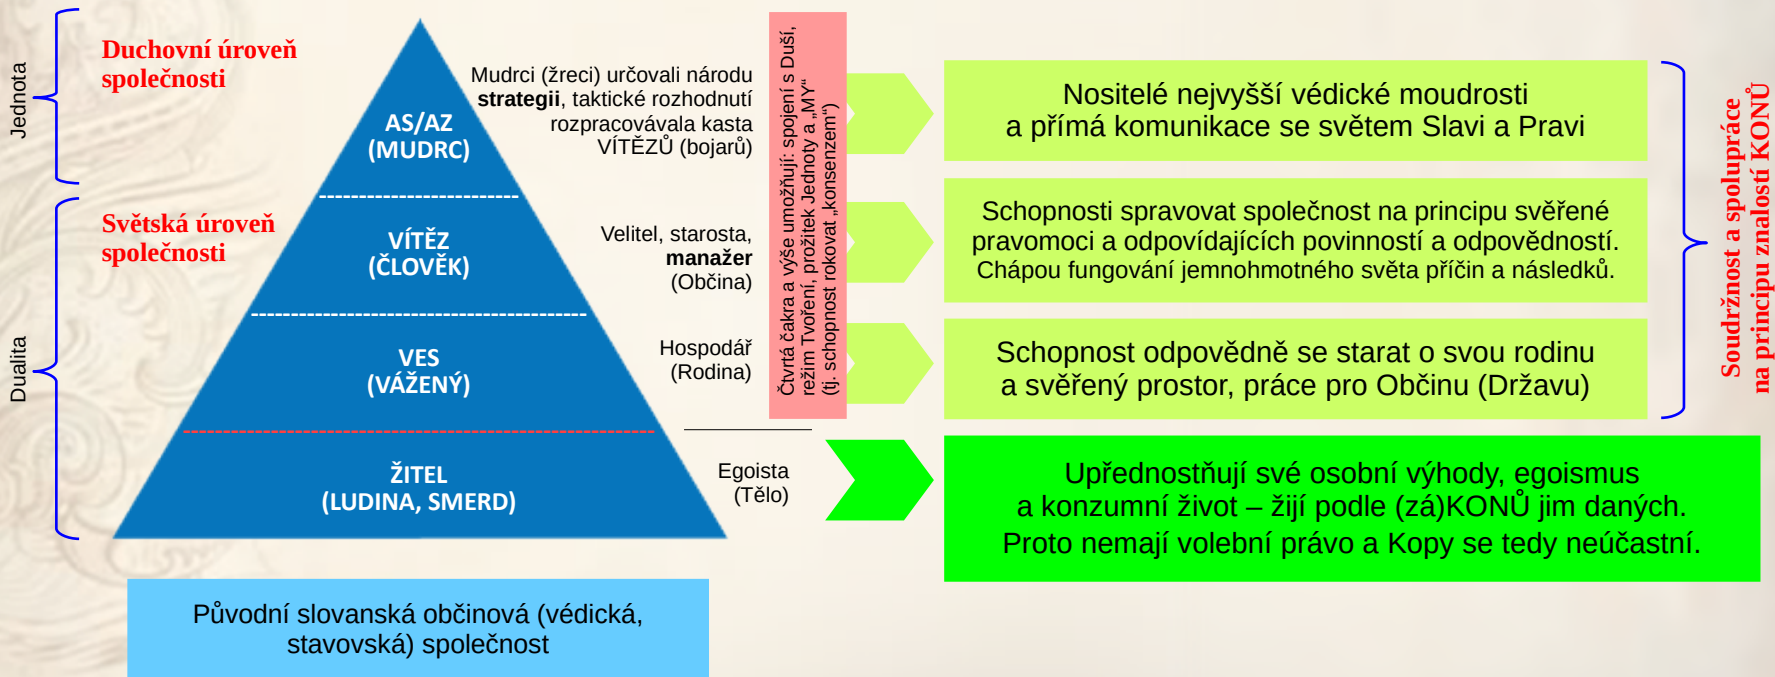 Jednota
Duchovní úroveň
společnosti
AS/AZ
(MUDRC)
Mudrci (žreci) určovali národu
strategii, taktické rozhodnutí
rozpracovávala kasta
VÍTĚZŮ (bojarů)
Čtvrtá čakra a výše umožňují: spojení s Duší,
režim Tvoření, prožitek Jednoty a „MY“
(tj. schopnost rokovat „konsenzem“)
Nositelé nejvyšší védické moudrosti
a přímá komunikace se světem Slavi a Pravi
Soudržnost a spolupráce
na principu znalostí KONŮ
Dualita
Světská úroveň
společnosti
-------------------------
VÍTĚZ
(ČLOVĚK)
Velitel, starosta,
manažer
(Občina)
Schopnosti spravovat společnost na principu svěřené
pravomoci a odpovídajících povinností a odpovědností.
Chápou fungování jemnohmotného světa příčin a následků.
------------------------------------------
VES
(VÁŽENÝ)
Hospodář
(Rodina)
Schopnost odpovědně se starat o svou rodinu
a svěřený prostor, práce pro Občinu (Državu)
-----------------------------------------------------------
ŽITEL
(LUDINA, SMERD)
Egoista
(Tělo)
Upřednostňují své osobní výhody, egoismus
a konzumní život – žijí podle (zá)KONŮ jim daných.
Proto nemají volební právo a Kopy se tedy neúčastní.
Původní slovanská občinová (védická,
stavovská) společnost